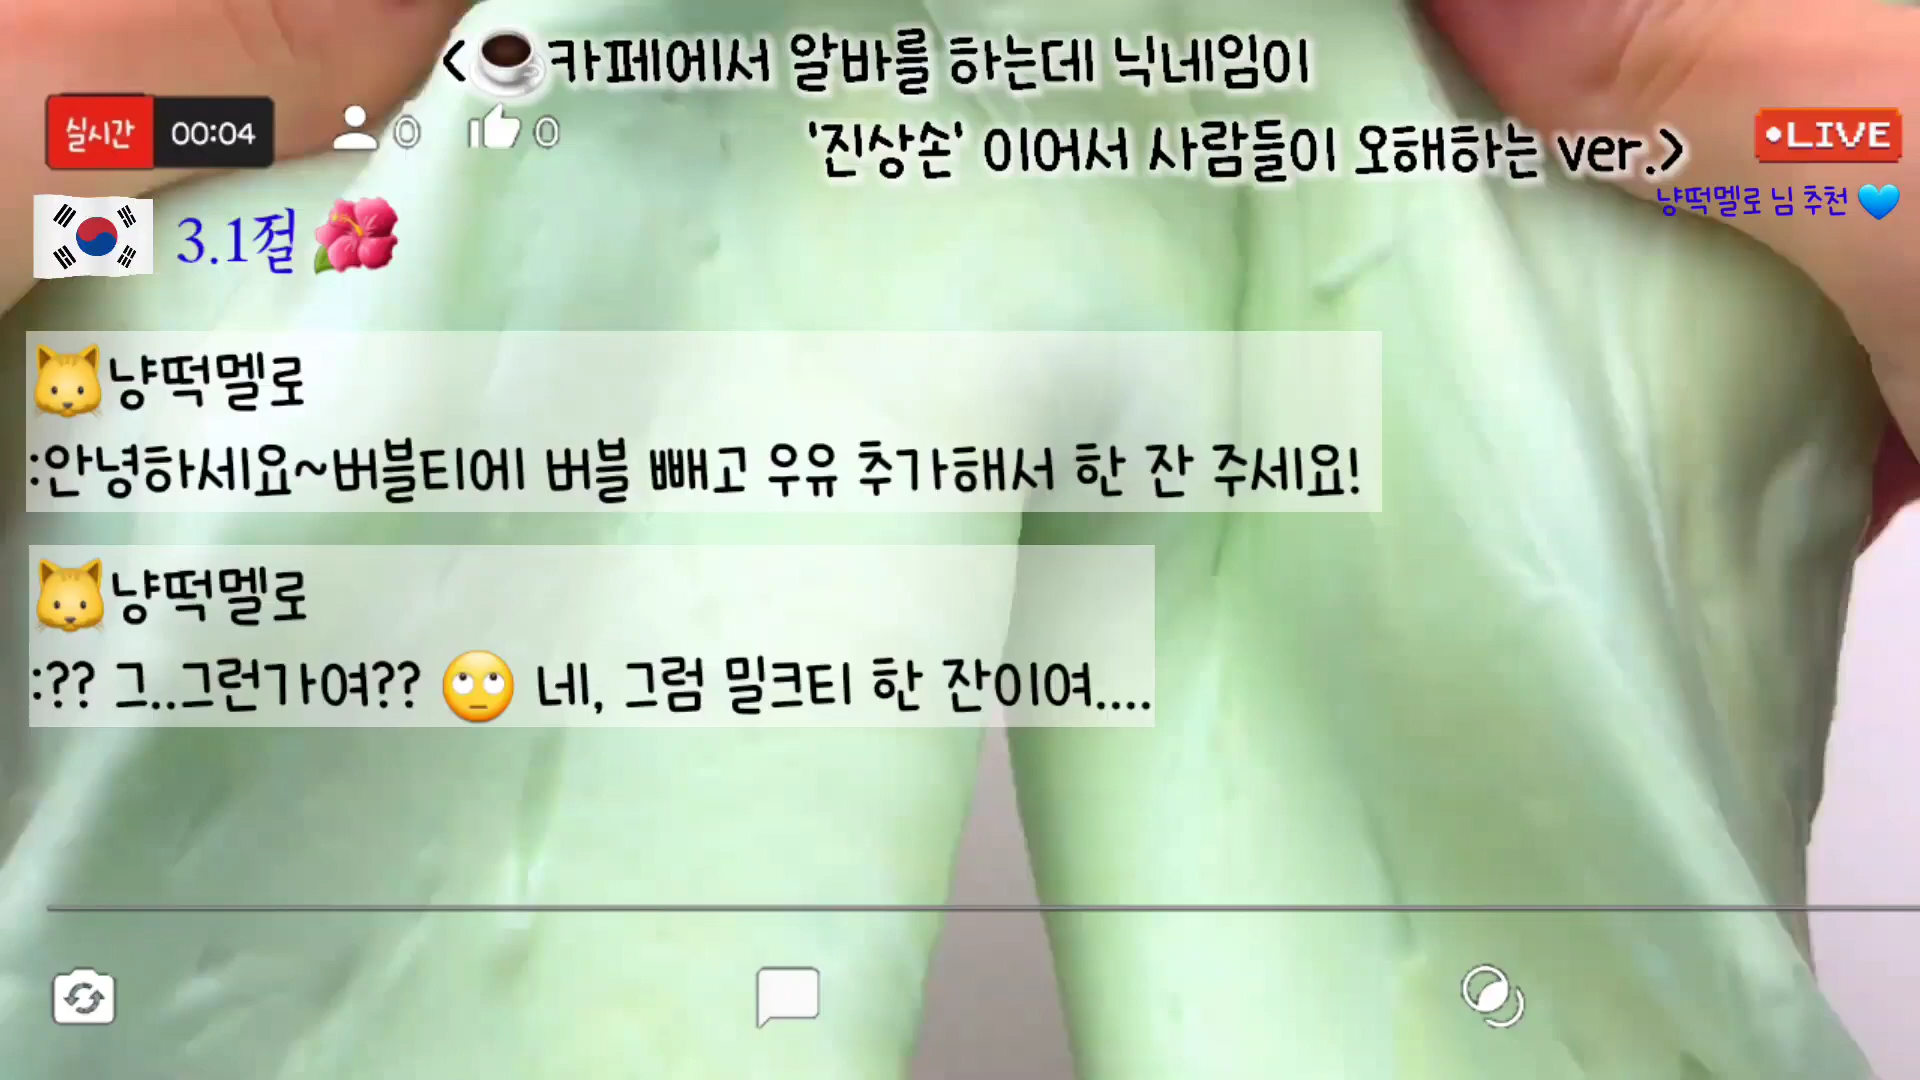 <☕카페에서 알바를 하는데 닉네임이
'진상손' 이어서 사람들이 오해하는 ver.>
실시간 00:04 0 0
•LIVE
냥떡멜로 님 추천 💙
3.1절 🌺
🐱냥떡멜로
:안녕하세요~버블티에 버블 빼고 우유 추가해서 한 잔 주세요!
🐱냥떡멜로
:?? 그..그런가여?? 🙄 네, 그럼 밀크티 한 잔이여....